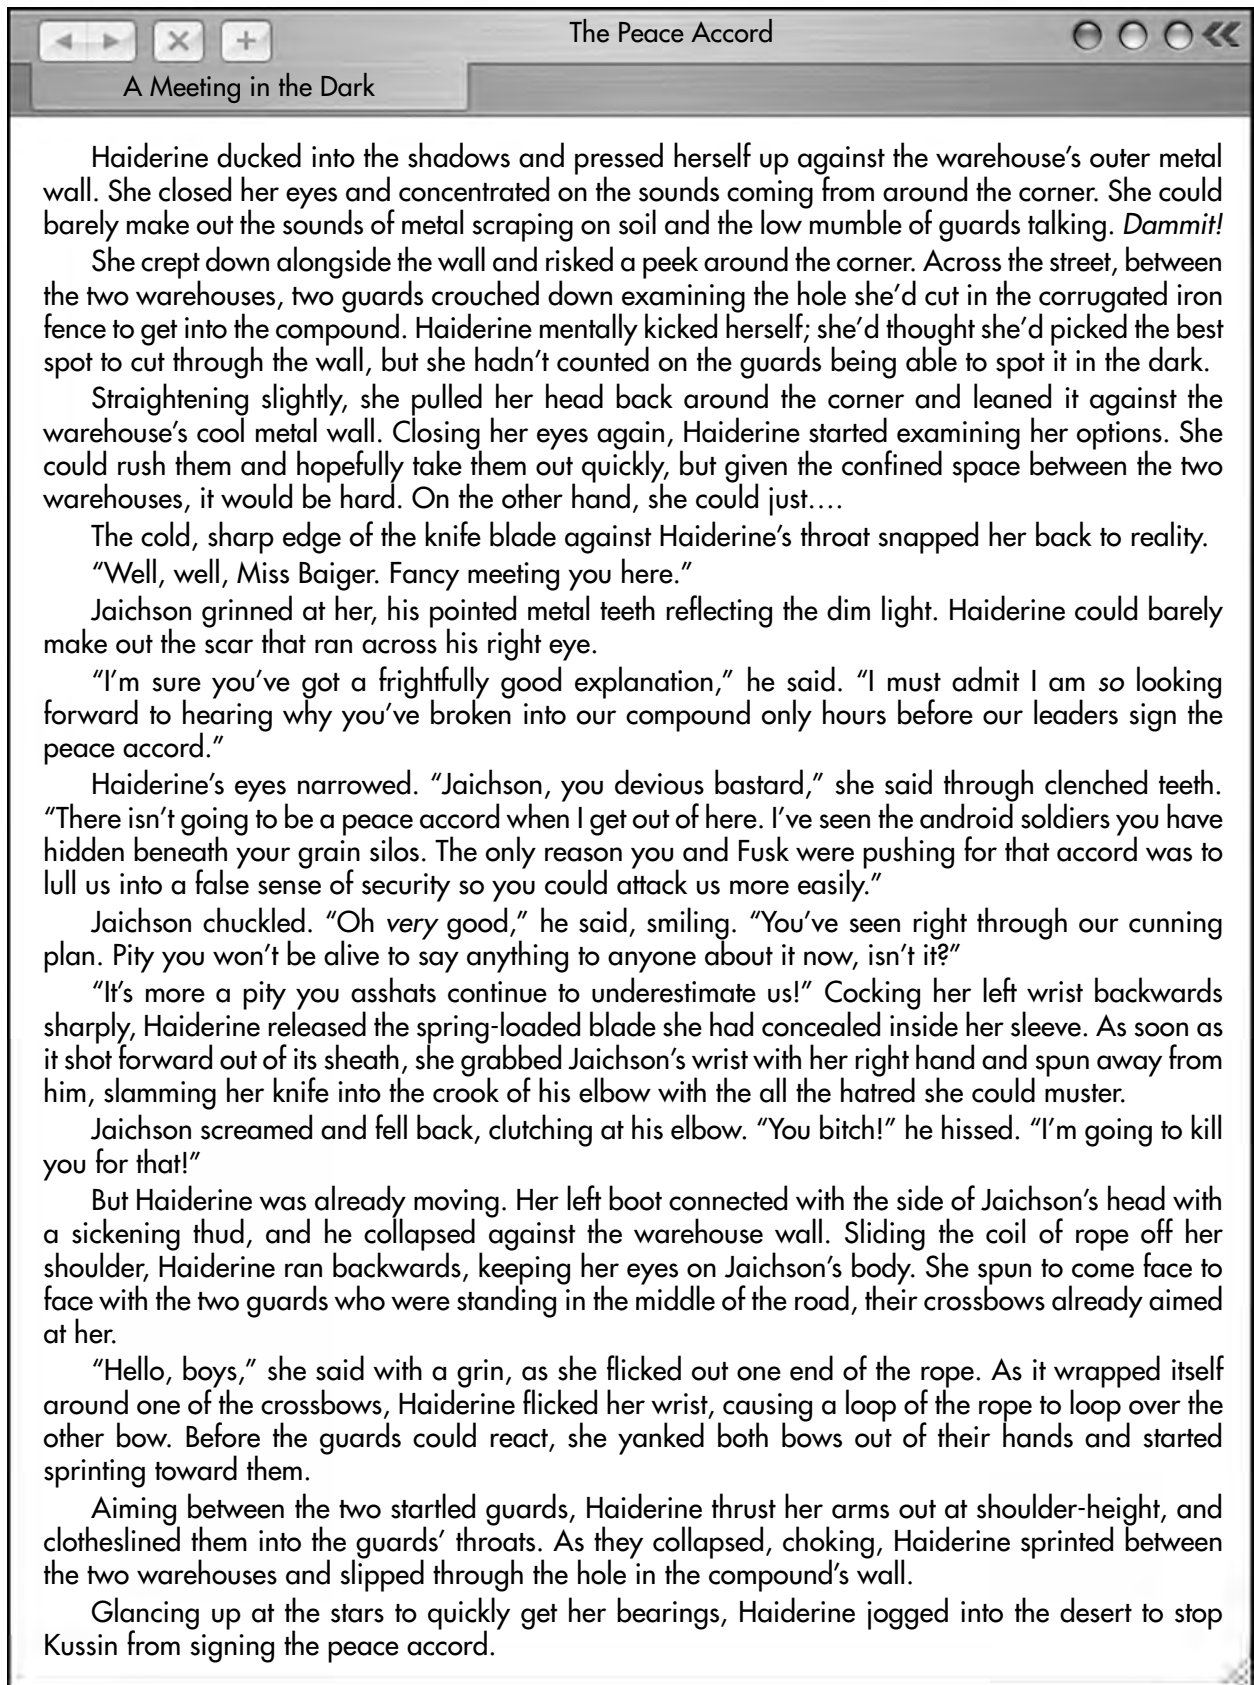 The Peace Accord
A Meeting in the Dark
Haiderine ducked into the shadows and pressed herself up against the warehouse’s outer metal
wall. She closed her eyes and concentrated on the sounds coming from around the corner. She could
barely make out the sounds of metal scraping on soil and the low mumble of guards talking. Dammit!
She crept down alongside the wall and risked a peek around the corner. Across the street, between
the two warehouses, two guards crouched down examining the hole she’d cut in the corrugated iron
fence to get into the compound. Haiderine mentally kicked herself; she’d thought she’d picked the best
spot to cut through the wall, but she hadn’t counted on the guards being able to spot it in the dark.
Straightening slightly, she pulled her head back around the corner and leaned it against the
warehouse’s cool metal wall. Closing her eyes again, Haiderine started examining her options. She
could rush them and hopefully take them out quickly, but given the confined space between the two
warehouses, it would be hard. On the other hand, she could just….
The cold, sharp edge of the knife blade against Haiderine’s throat snapped her back to reality.
“Well, well, Miss Baiger. Fancy meeting you here.”
Jaichson grinned at her, his pointed metal teeth reflecting the dim light. Haiderine could barely
make out the scar that ran across his right eye.
“I’m sure you’ve got a frightfully good explanation,” he said. “I must admit I am so looking
forward to hearing why you’ve broken into our compound only hours before our leaders sign the
peace accord.”
Haiderine’s eyes narrowed. “Jaichson, you devious bastard,” she said through clenched teeth.
“There isn’t going to be a peace accord when I get out of here. I’ve seen the android soldiers you have
hidden beneath your grain silos. The only reason you and Fusk were pushing for that accord was to
lull us into a false sense of security so you could attack us more easily.”
Jaichson chuckled. “Oh very good,” he said, smiling. “You’ve seen right through our cunning
plan. Pity you won’t be alive to say anything to anyone about it now, isn’t it?”
“It’s more a pity you asshats continue to underestimate us!” Cocking her left wrist backwards
sharply, Haiderine released the spring-loaded blade she had concealed inside her sleeve. As soon as
it shot forward out of its sheath, she grabbed Jaichson’s wrist with her right hand and spun away from
him, slamming her knife into the crook of his elbow with the all the hatred she could muster.
Jaichson screamed and fell back, clutching at his elbow. “You bitch!” he hissed. “I’m going to kill
you for that!”
But Haiderine was already moving. Her left boot connected with the side of Jaichson’s head with
a sickening thud, and he collapsed against the warehouse wall. Sliding the coil of rope off her
shoulder, Haiderine ran backwards, keeping her eyes on Jaichson’s body. She spun to come face to
face with the two guards who were standing in the middle of the road, their crossbows already aimed
at her.
“Hello, boys,” she said with a grin, as she flicked out one end of the rope. As it wrapped itself
around one of the crossbows, Haiderine flicked her wrist, causing a loop of the rope to loop over the
other bow. Before the guards could react, she yanked both bows out of their hands and started
sprinting toward them.
Aiming between the two startled guards, Haiderine thrust her arms out at shoulder-height, and
clotheslined them into the guards’ throats. As they collapsed, choking, Haiderine sprinted between
the two warehouses and slipped through the hole in the compound’s wall.
Glancing up at the stars to quickly get her bearings, Haiderine jogged into the desert to stop
Kussin from signing the peace accord.